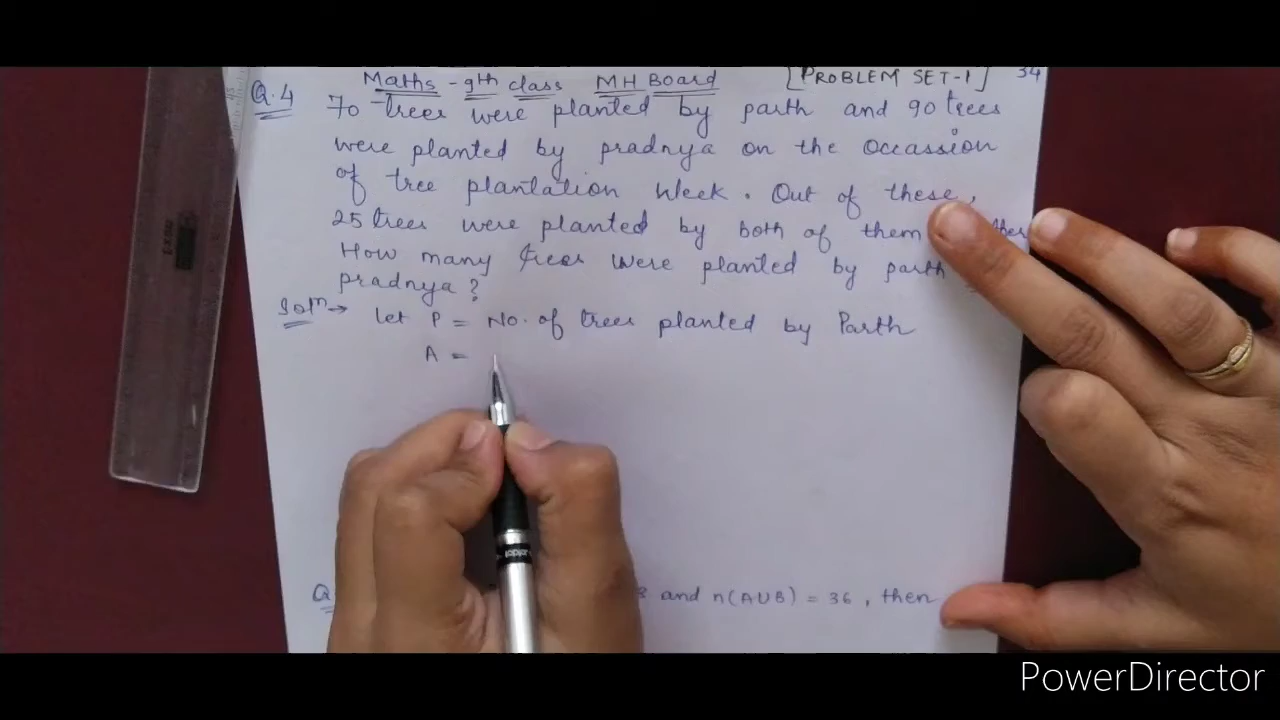 Maths - 9th class MH Board [PROBLEM SET-1] 34
Q.4 70 trees were planted by parth and 90 trees
were planted by pradnya on the occassion
of tree plantation Week. Out of these,
25 trees were planted by both of them
How many trees were planted by parth
pradnya?
Solⁿ → let P = No. of trees planted by Parth
A =
and n(AUB) = 36, then
PowerDirector